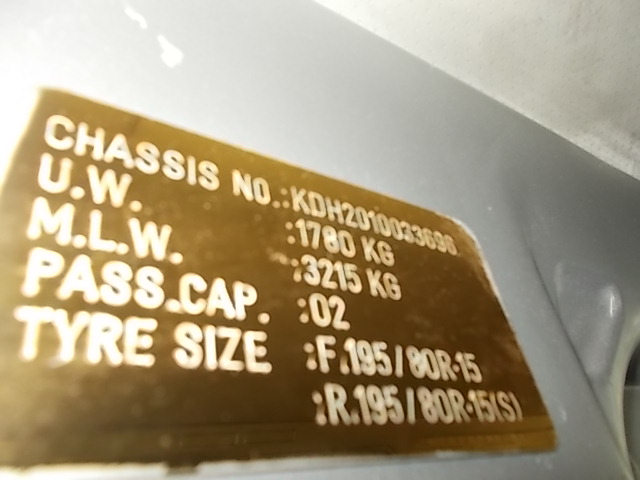 CHASSIS NO.:KDH2010033696
U.W. :1780 KG
M.L.W. :3215 KG
PASS.CAP. :02
TYRE SIZE :F.195/80R-15
:R.195/80R-15(S)